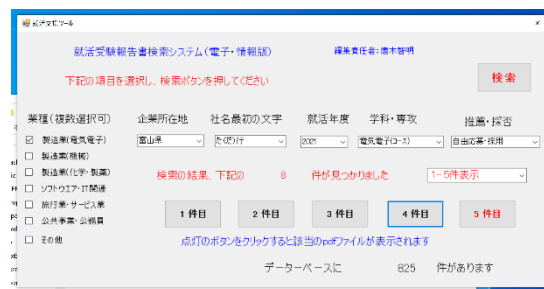 就活支援ツール
就活受験報告書検索システム(電子・情報版)
編集責任者:唐木智明
下記の項目を選択し、検索ボタンを押してください
検索
業種(複数選択可) 企業所在地 社名最初の文字 就活年度 学科・専攻 推薦・採否
製造業(電気電子) 富山県 た(だ)行 2021 電気電子(コース) 自由応募・採用
製造業(機械)
製造業(化学・製薬)
検索の結果、下記の 8 件が見つかりました 1-5件表示
ソフトウエア・IT関連
旅行業・サービス業
1 件目 2 件目 3 件目 4 件目 5 件目
公共事業・公務員
その他
点灯のボタンをクリックすると該当のpdfファイルが表示されます
データーベースに 825 件があります